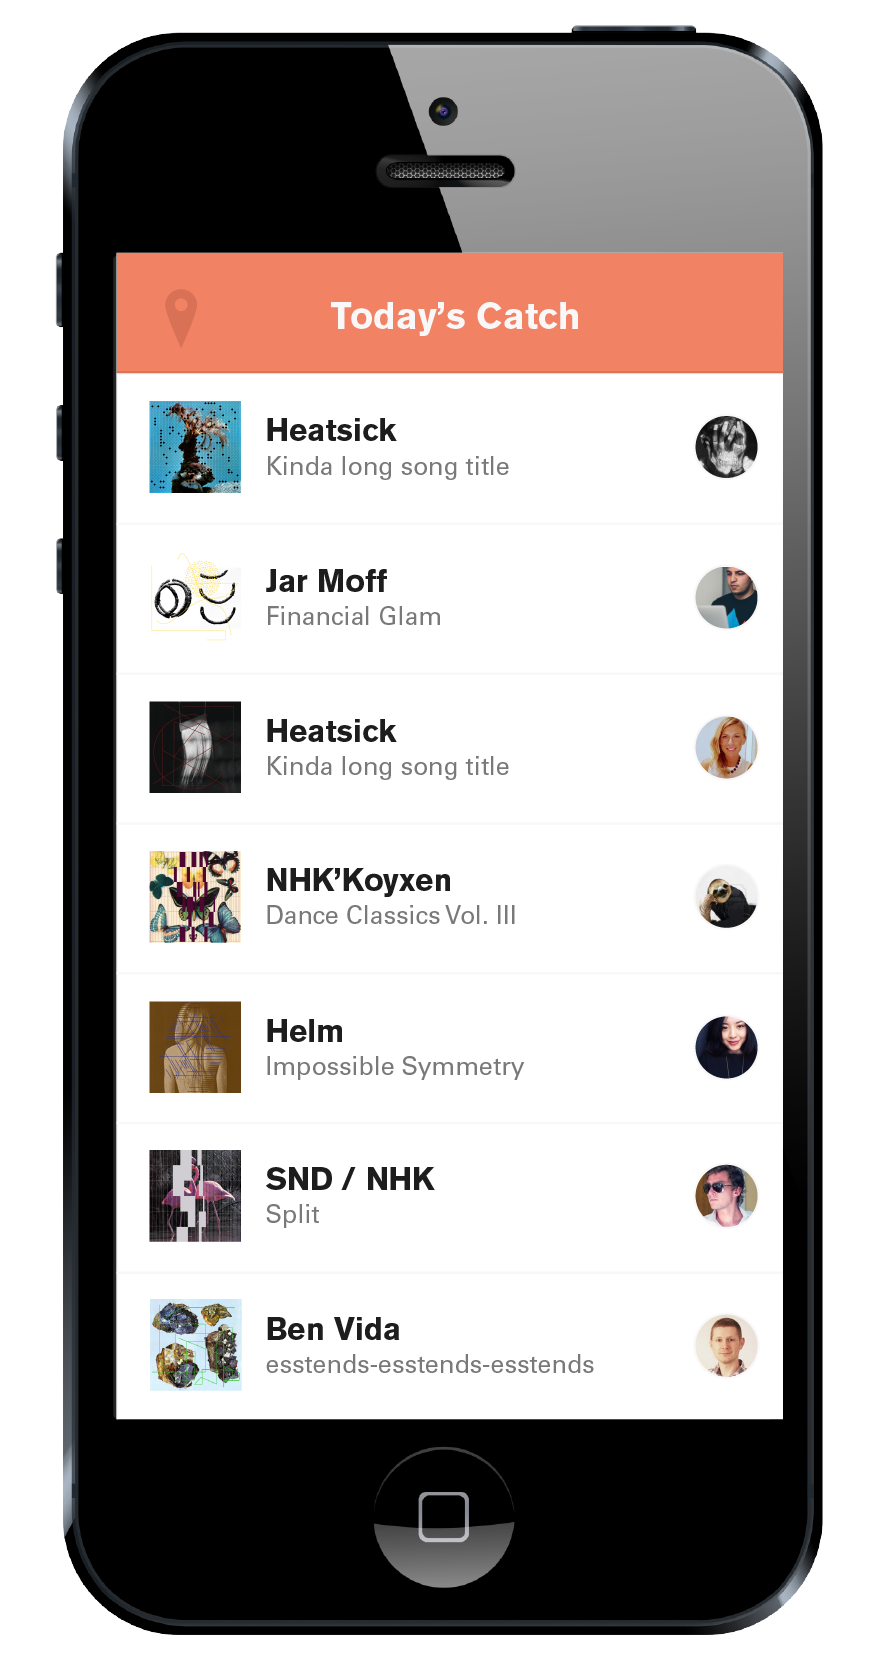 Today’s Catch
Heatsick
Kinda long song title
Jar Moff
Financial Glam
Heatsick
Kinda long song title
NHK’Koyxen
Dance Classics Vol. III
Helm
Impossible Symmetry
SND / NHK
Split
Ben Vida
esstends-esstends-esstends